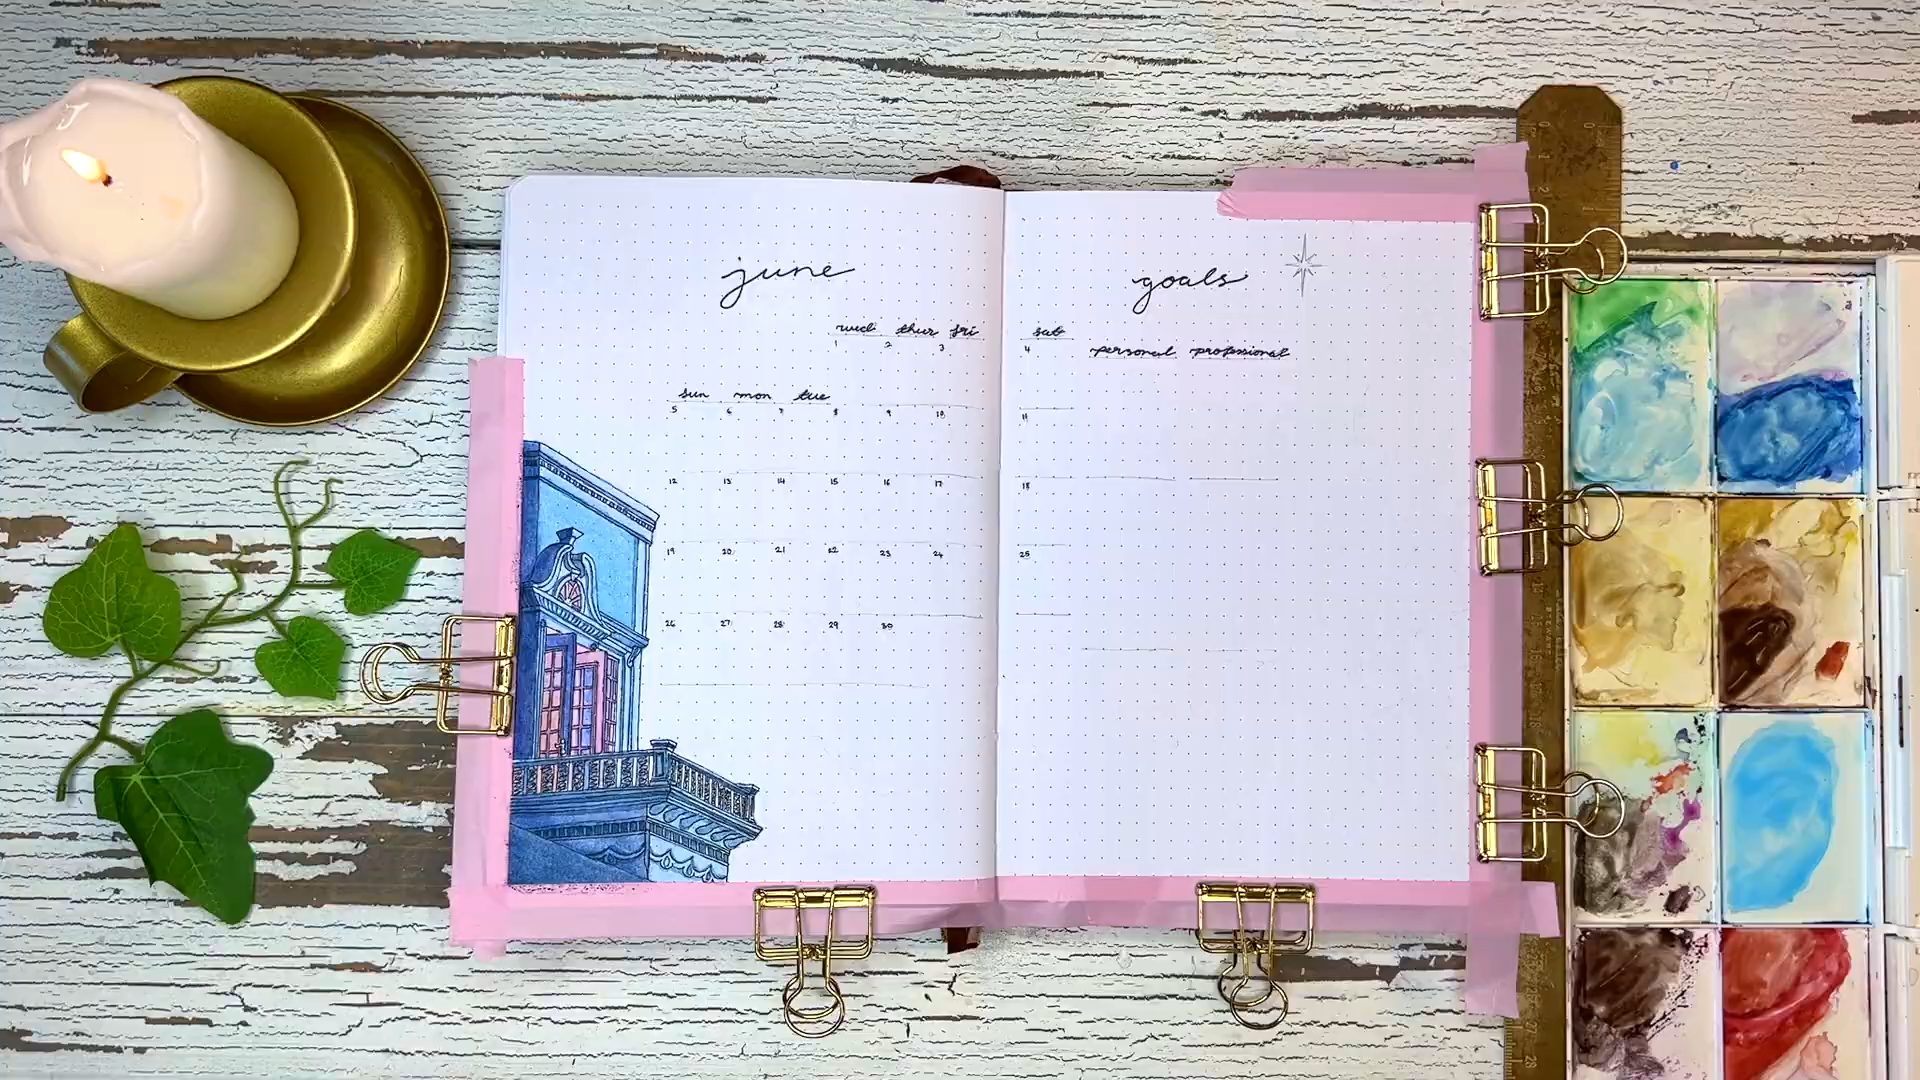 june
wed thur fri
1 2 3
sun mon tue
5 6 7 8 9 10
12 13 14 15 16 17
19 20 21 22 23 24
26 27 28 29 30
goals
sat
4
personal professional
11
18
25